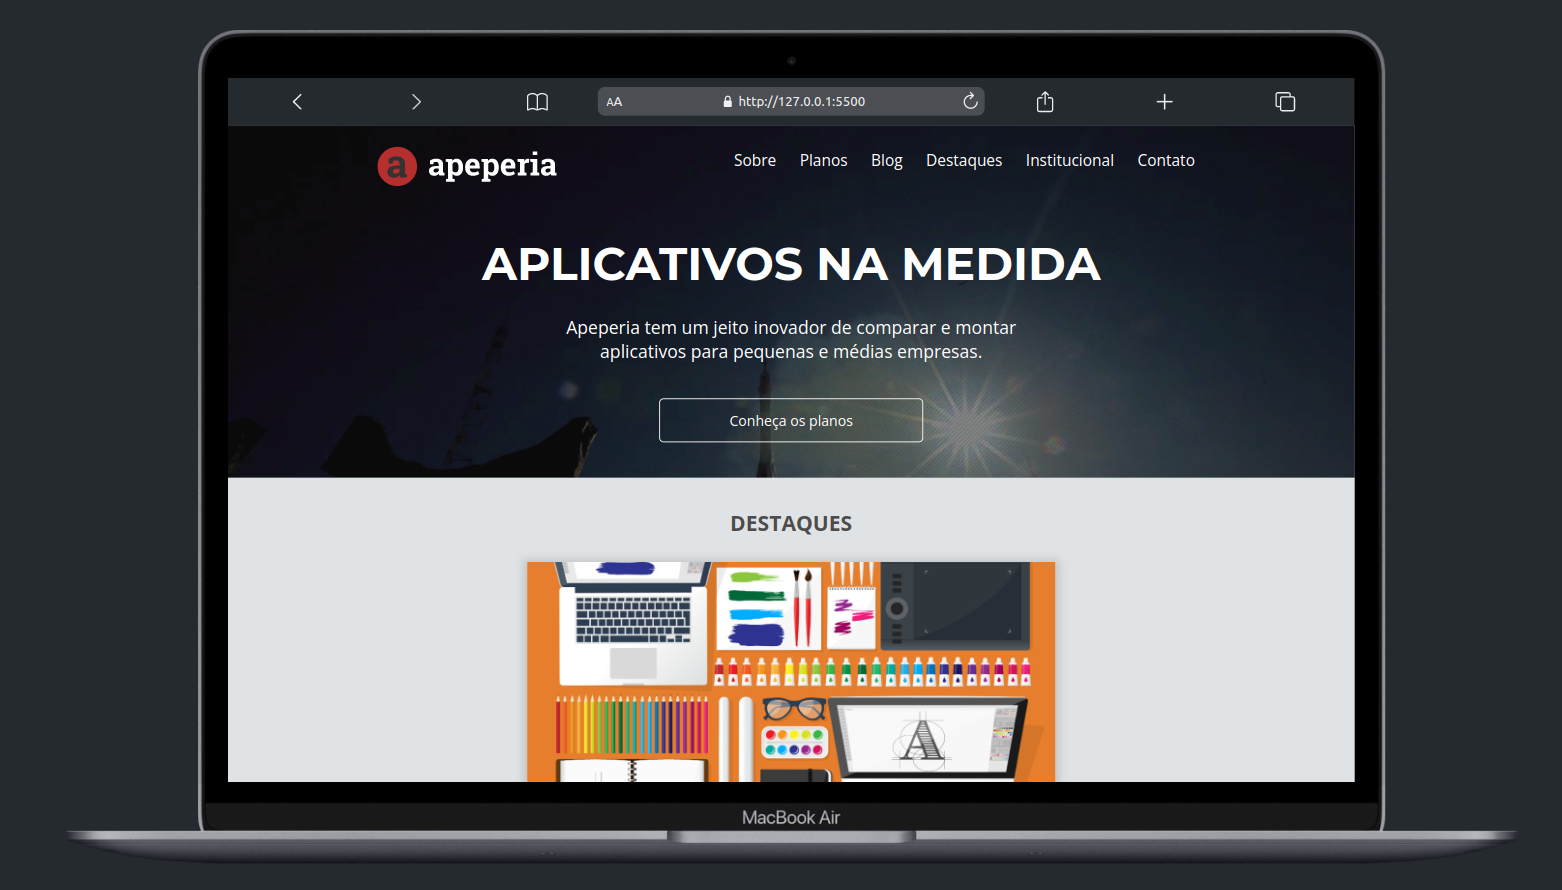 AA http://127.0.0.1:5500
a apeperia
Sobre Planos Blog Destaques Institucional Contato
APLICATIVOS NA MEDIDA
Apeperia tem um jeito inovador de comparar e montar
aplicativos para pequenas e médias empresas.
Conheça os planos
DESTAQUES
A
MacBook Air